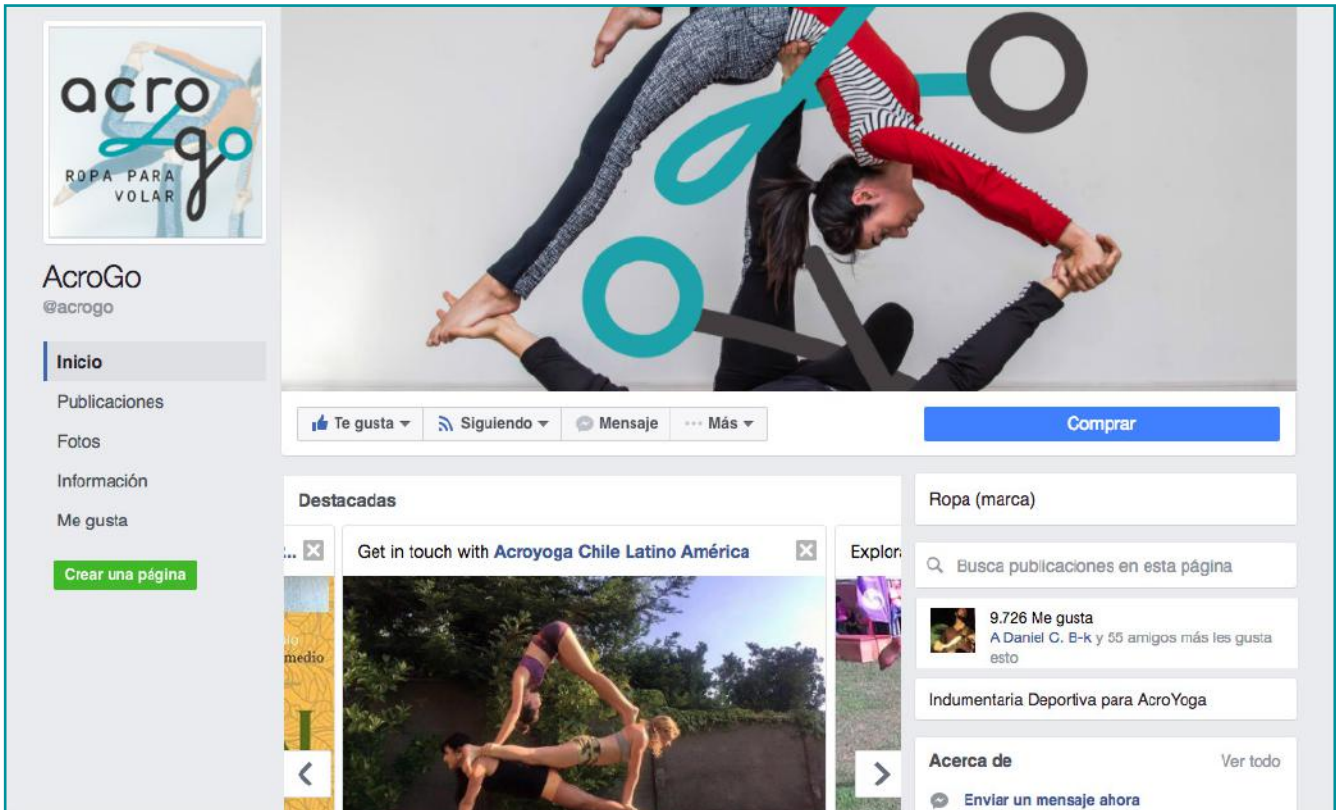 acro
go
ROPA PARA
VOLAR
AcroGo
@acrogo
Inicio
Publicaciones
Fotos
Información
Me gusta
Crear una página
Te gusta
Siguiendo
Mensaje
Más
Comprar
Destacadas
...
Get in touch with Acroyoga Chile Latino América
Explora
medio
Ropa (marca)
Busca publicaciones en esta página
9.726 Me gusta
A Daniel C. B-k y 55 amigos más les gusta
esto
Indumentaria Deportiva para AcroYoga
Acerca de
Ver todo
Enviar un mensaje ahora